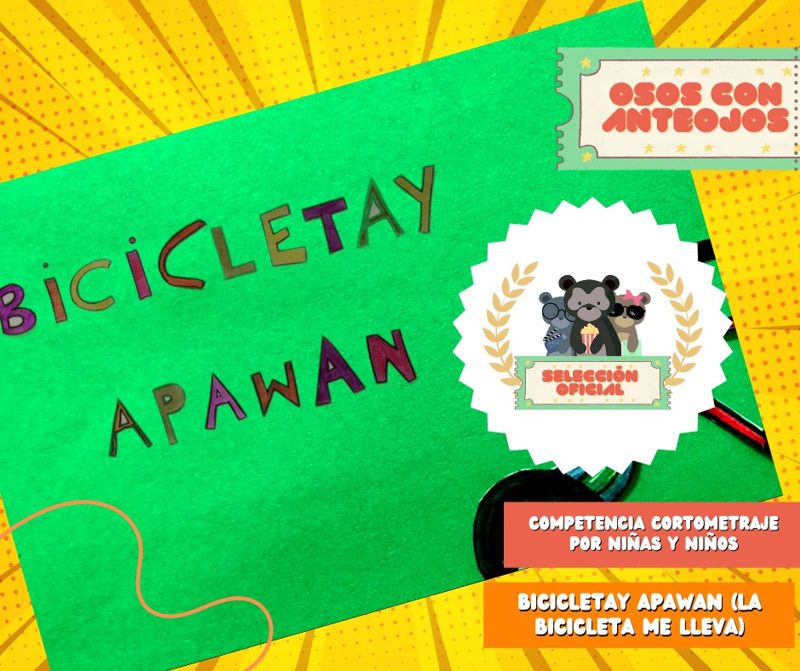 OSOS CON
ANTEOJOS
BiCiCLETAY
APAWAN
SELECCIÓN
OFICIAL
COMPETENCIA CORTOMETRAJE
POR NIÑAS Y NIÑOS
BICICLETAY APAWAN (LA
BICICLETA ME LLEVA)